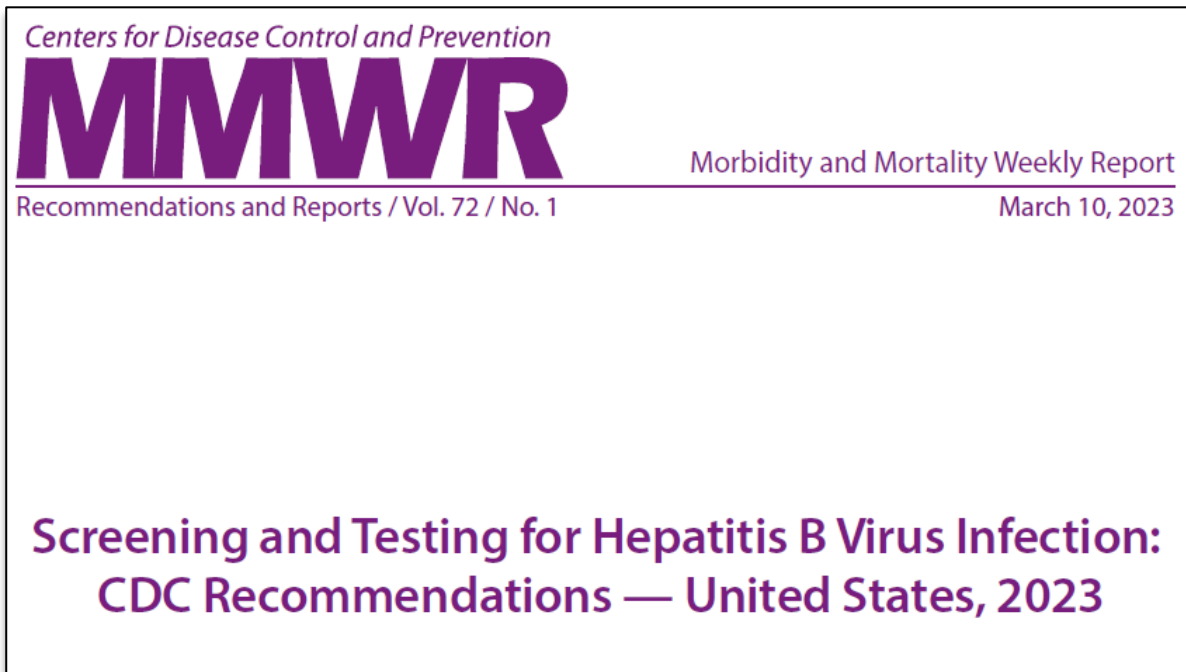 Centers for Disease Control and Prevention
MMWR
Morbidity and Mortality Weekly Report
Recommendations and Reports / Vol. 72 / No. 1
March 10, 2023
Screening and Testing for Hepatitis B Virus Infection:
CDC Recommendations — United States, 2023